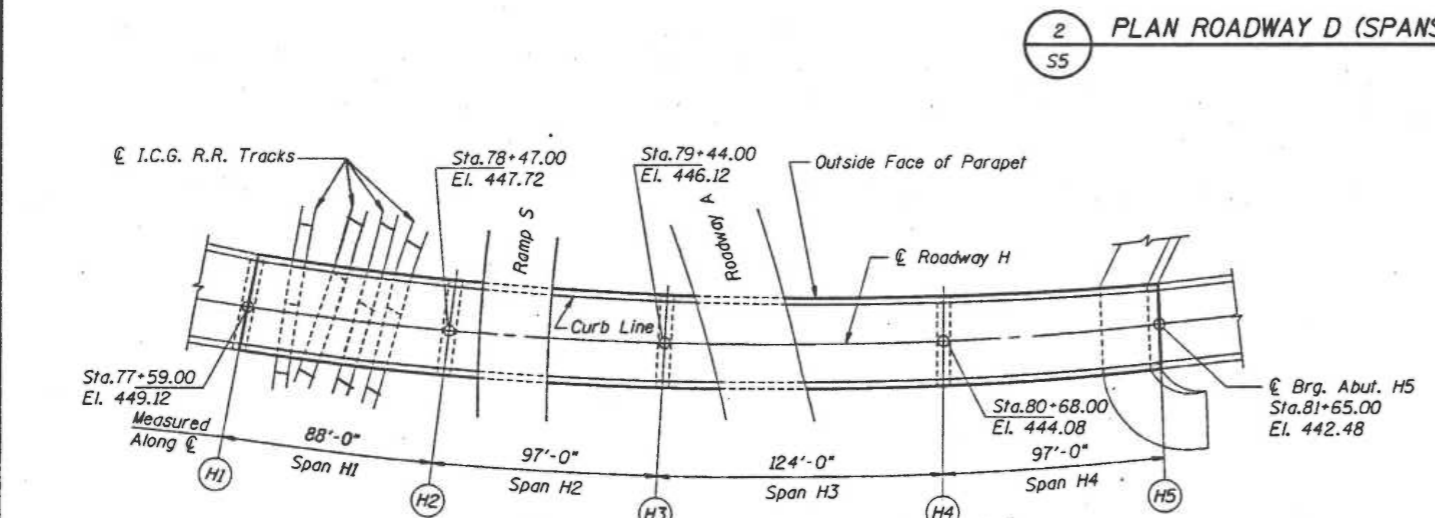 2
S5
PLAN ROADWAY D (SPANS
℄ I.C.G. R.R. Tracks
Sta.78+47.00
El. 447.72
Ramp S
Sta.79+44.00
El. 446.12
Roadway A
Outside Face of Parapet
℄ Roadway H
Curb Line
Sta.77+59.00
El. 449.12
Measured
Along ℄
88'-0"
Span H1
97'-0"
Span H2
124'-0"
Span H3
Sta.80+68.00
El. 444.08
97'-0"
Span H4
℄ Brg. Abut. H5
Sta.81+65.00
El. 442.48
H1
H2
H3
H4
H5